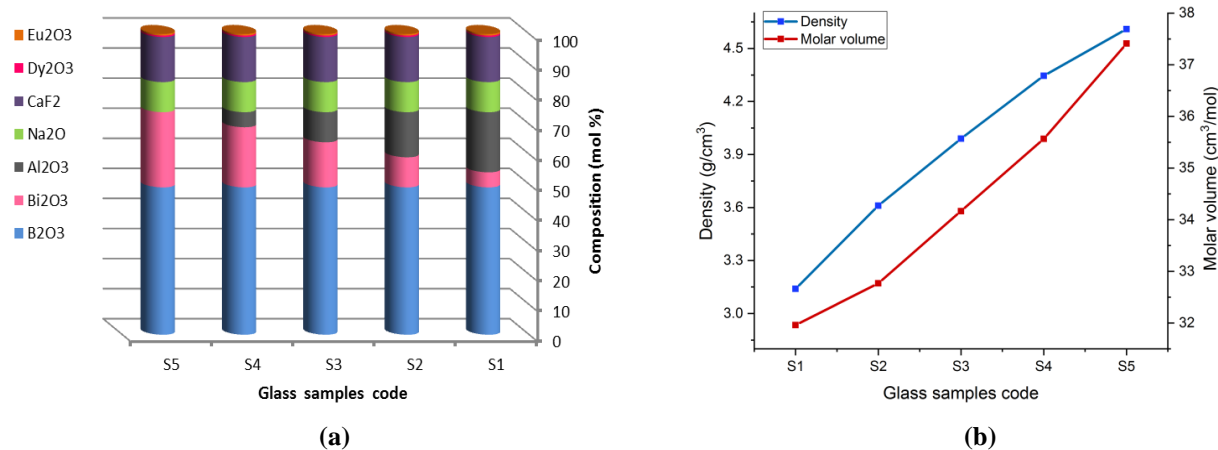 Eu2O3
Dy2O3
CaF2
Na2O
Al2O3
Bi2O3
B2O3
100
90
80
70
60
50
40
30
20
10
0
Composition (mol %)
S5 S4 S3 S2 S1
Glass samples code
(a)
Density
Molar volume
4.5
4.2
3.9
3.6
3.3
3.0
Density (g/cm³)
38
37
36
35
34
33
32
Molar volume (cm³/mol)
S1 S2 S3 S4 S5
Glass samples code
(b)